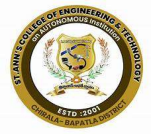 ST. ANN'S COLLEGE OF ENGINEERING & TECHNOLOGY
an AUTONOMOUS Institution
ESTD :2001
CHIRALA- BAPATLA DISTRICT